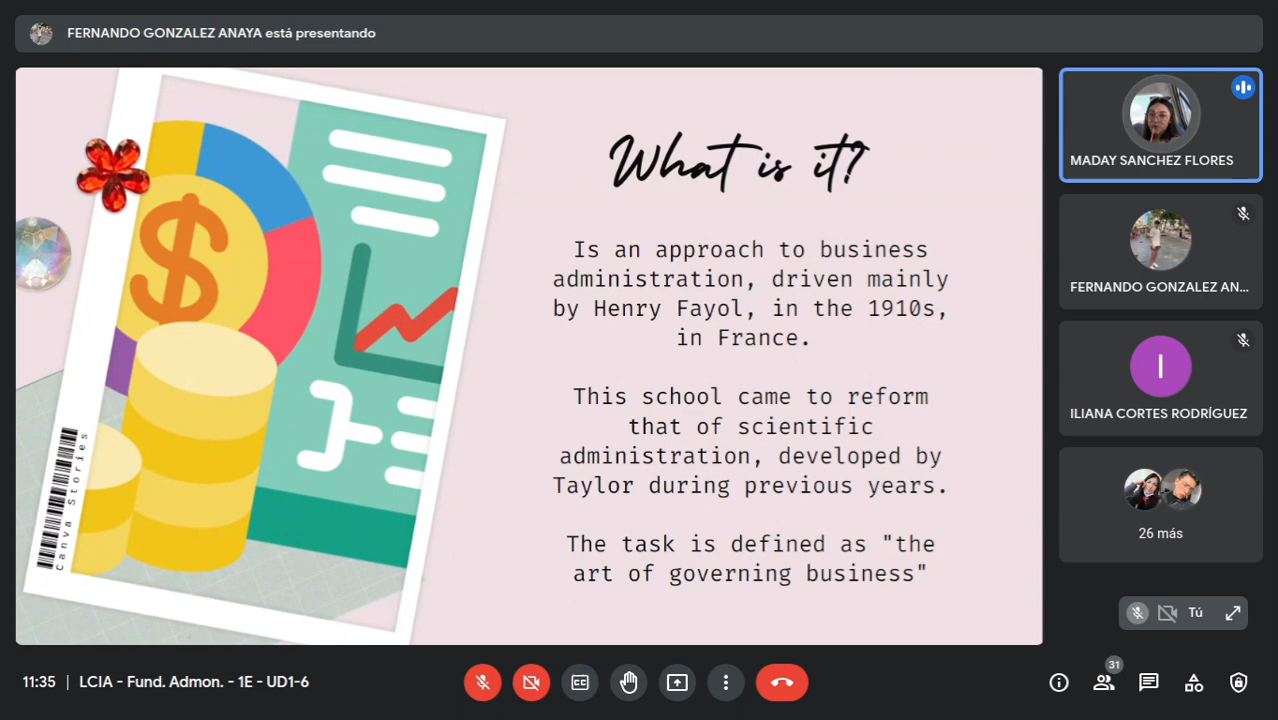 FERNANDO GONZALEZ ANAYA está presentando
What is it?
Is an approach to business
administration, driven mainly
by Henry Fayol, in the 1910s,
in France.
This school came to reform
that of scientific
administration, developed by
Taylor during previous years.
The task is defined as "the
art of governing business"
Canva Stories
MADAY SANCHEZ FLORES
FERNANDO GONZALEZ AN...
I
ILIANA CORTES RODRÍGUEZ
26 más
Tú
11:35 | LCIA - Fund. Admon. - 1E - UD1-6
31